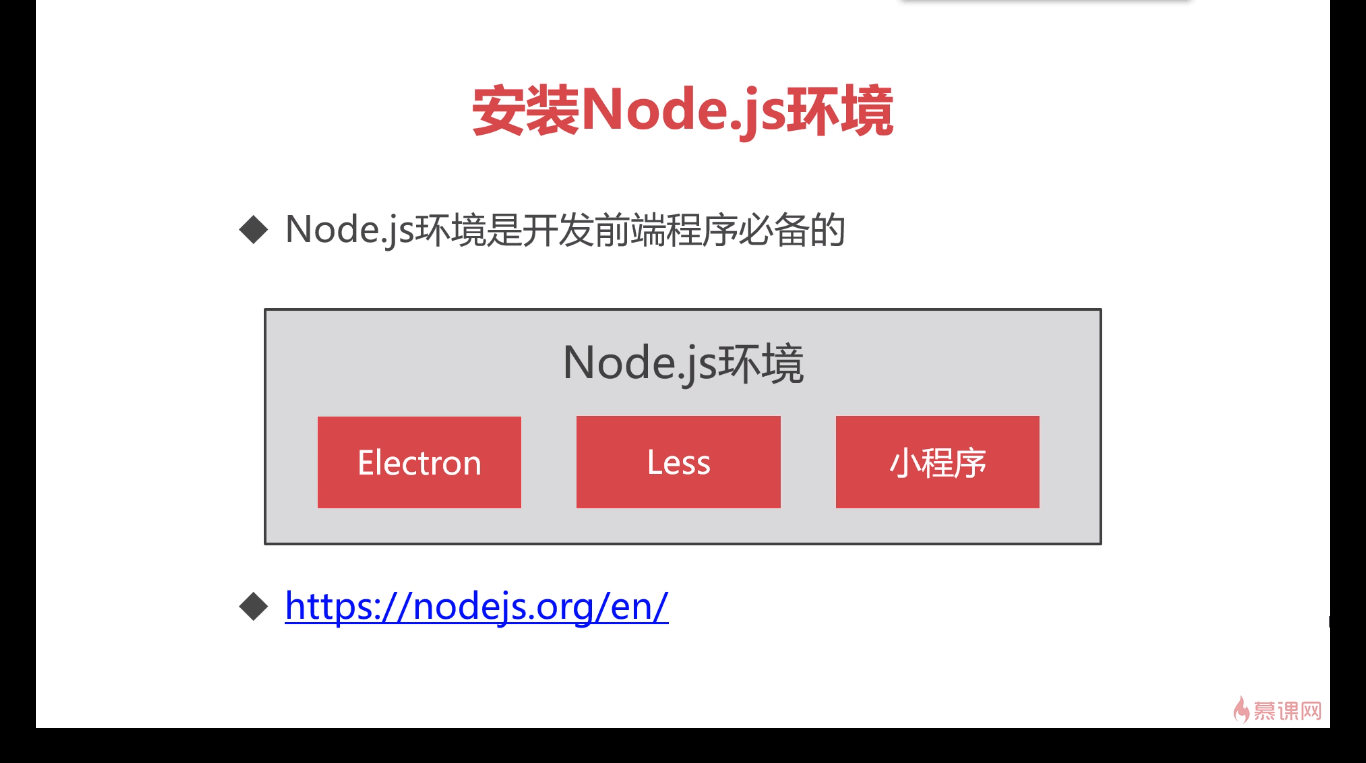 安装Node.js环境
Node.js环境是开发前端程序必备的
Node.js环境
Electron
Less
小程序
https://nodejs.org/en/
慕课网